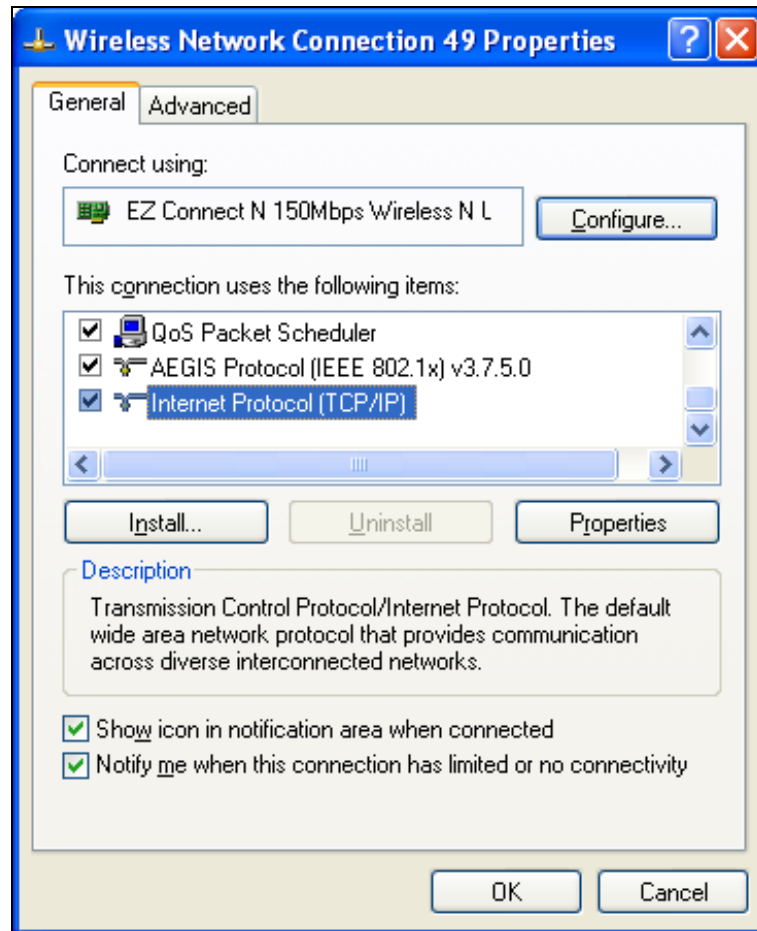 Wireless Network Connection 49 Properties
General
Advanced
Connect using:
EZ Connect N 150Mbps Wireless N
Configure...
This connection uses the following items:
QoS Packet Scheduler
AEGIS Protocol (IEEE 802.1x) v3.7.5.0
Internet Protocol (TCP/IP)
Install...
Uninstall
Properties
Description
Transmission Control Protocol/Internet Protocol. The default
wide area network protocol that provides communication
across diverse interconnected networks.
Show icon in notification area when connected
Notify me when this connection has limited or no connectivity
OK
Cancel